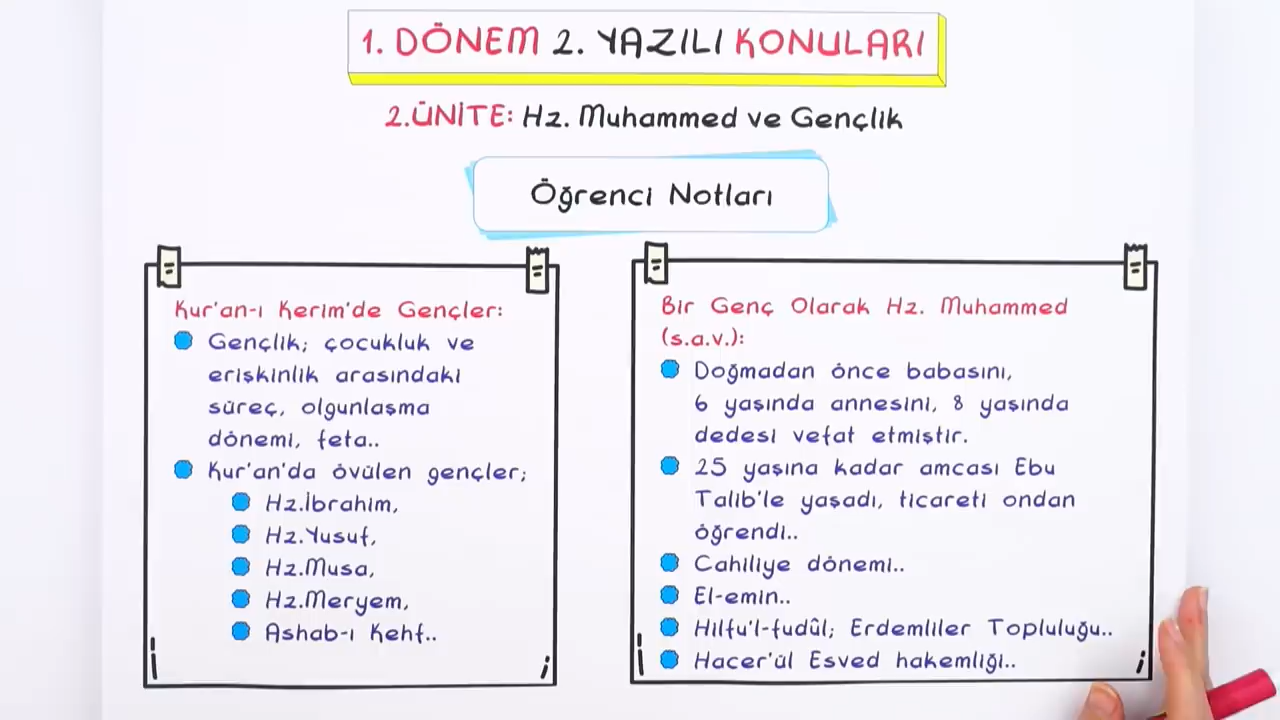 1. DÖNEM 2. YAZILI KONULARI
2.ÜNİTE: Hz. Muhammed ve Gençlik
Öğrenci Notları
Kur'an-ı Kerim'de Gençler:
Gençlik; çocukluk ve
erişkinlik arasındaki
süreç, olgunlaşma
dönemi, feta..
Kur'an'da övülen gençler;
Hz.İbrahim,
Hz.Yusuf,
Hz.Musa,
Hz.Meryem,
Ashab-ı Kehf..
Bir Genç Olarak Hz. Muhammed
(s.a.v.):
Doğmadan önce babasını,
6 yaşında annesini, 8 yaşında
dedesi vefat etmiştir.
25 yaşına kadar amcası Ebu
Talib'le yaşadı, ticareti ondan
öğrendi..
Cahiliye dönemi..
El-emin..
Hilfu'l-fudûl; Erdemliler Topluluğu..
Hacer'ül Esved hakemliği..